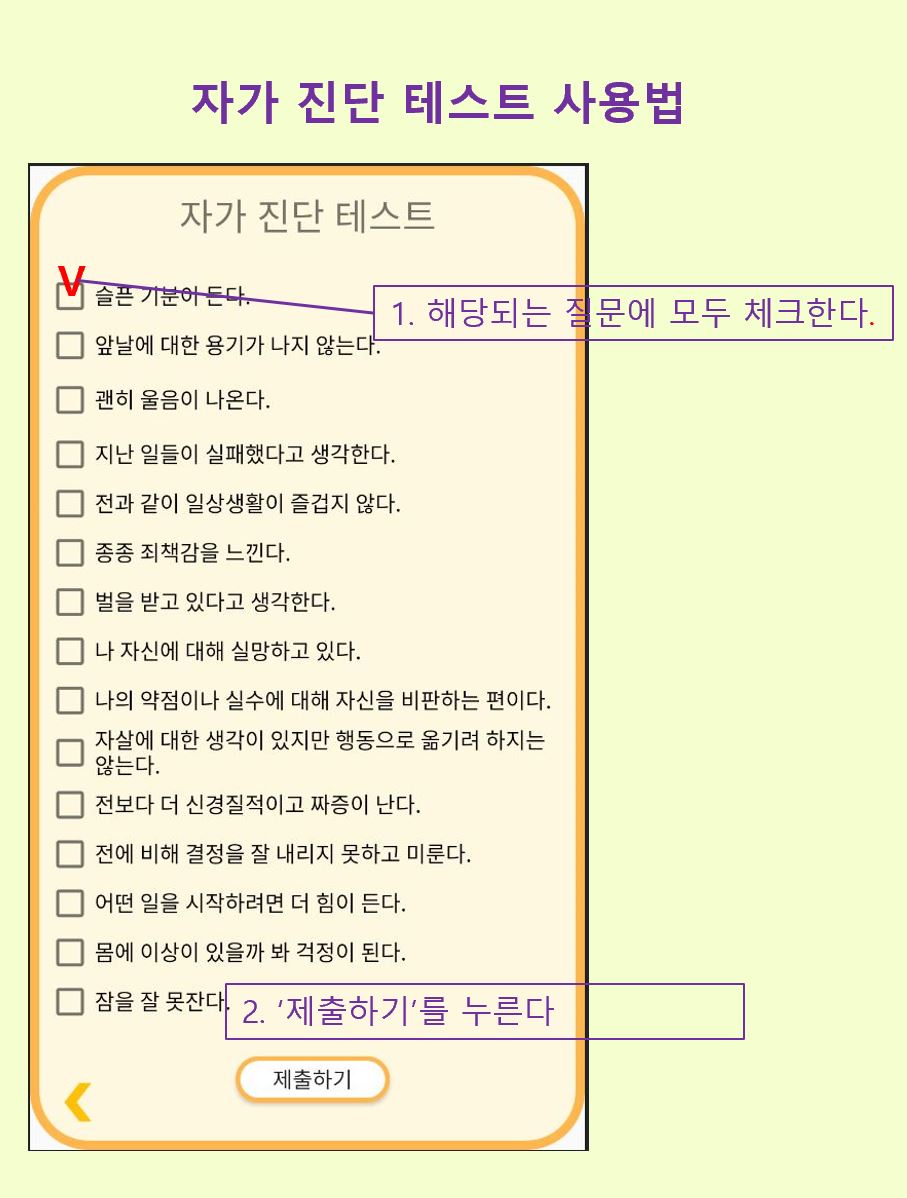 자가 진단 테스트 사용법
자가 진단 테스트
V
슬픈 기분이 든다.
1. 해당되는 질문에 모두 체크한다.
앞날에 대한 용기가 나지 않는다.
괜히 울음이 나온다.
지난 일들이 실패했다고 생각한다.
전과 같이 일상생활이 즐겁지 않다.
종종 죄책감을 느낀다.
벌을 받고 있다고 생각한다.
나 자신에 대해 실망하고 있다.
나의 약점이나 실수에 대해 자신을 비판하는 편이다.
자살에 대한 생각이 있지만 행동으로 옮기려 하지는
않는다.
전보다 더 신경질적이고 짜증이 난다.
전에 비해 결정을 잘 내리지 못하고 미룬다.
어떤 일을 시작하려면 더 힘이 든다.
몸에 이상이 있을까 봐 걱정이 된다.
잠을 잘 못잔다.
2. ‘제출하기’를 누른다
제출하기